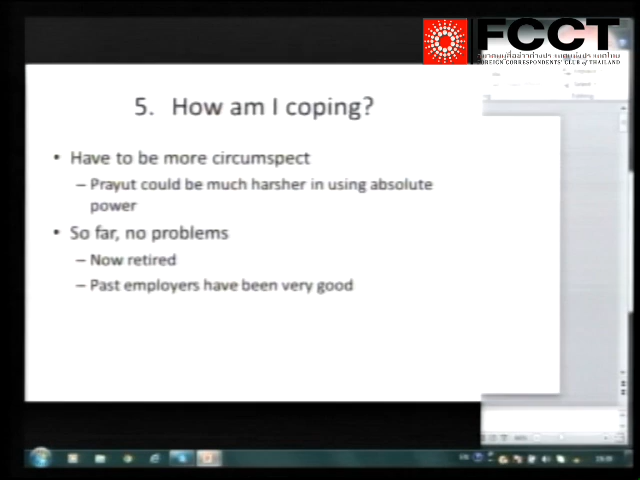 FCCT
FOREIGN CORRESPONDENTS' CLUB of THAILAND
5. How am I coping?
• Have to be more circumspect
– Prayut could be much harsher in using absolute
power
• So far, no problems
– Now retired
– Past employers have been very good